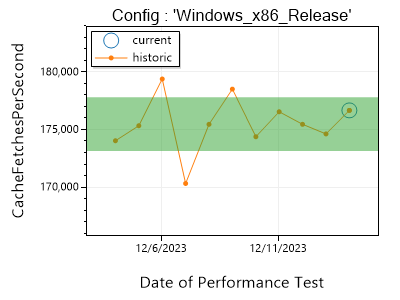 Config : 'Windows_x86_Release'
current
historic
CacheFetchesPerSecond
180,000
175,000
170,000
12/6/2023
12/11/2023
Date of Performance Test